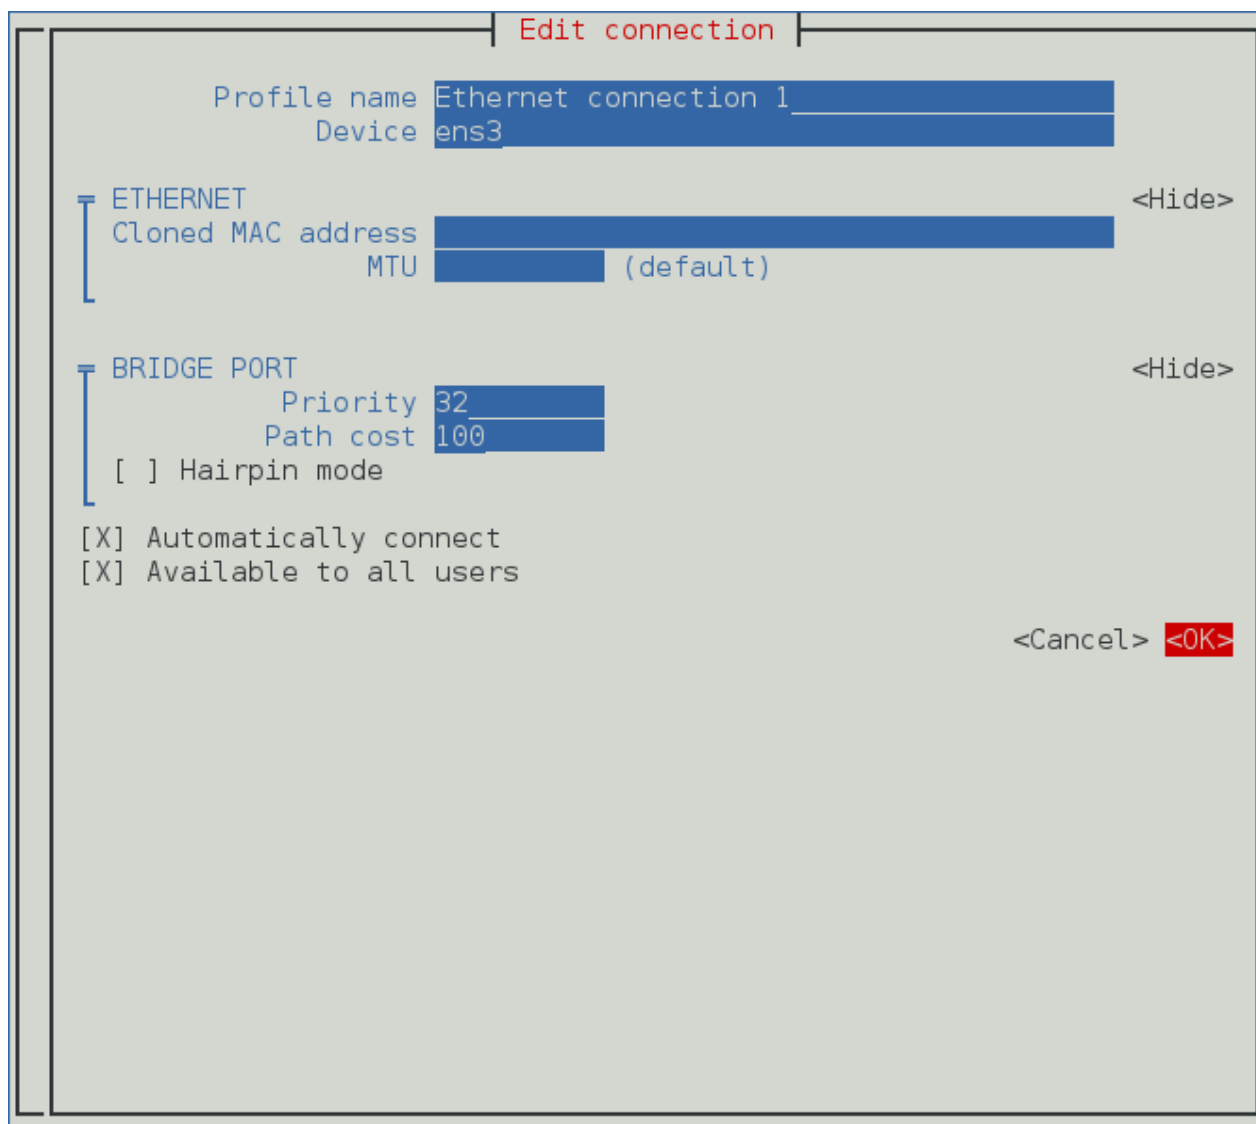 Edit connection
Profile name Ethernet connection 1
Device ens3
ETHERNET <Hide>
Cloned MAC address
MTU (default)
BRIDGE PORT <Hide>
Priority 32
Path cost 100
[ ] Hairpin mode
[X] Automatically connect
[X] Available to all users
<Cancel> <OK>